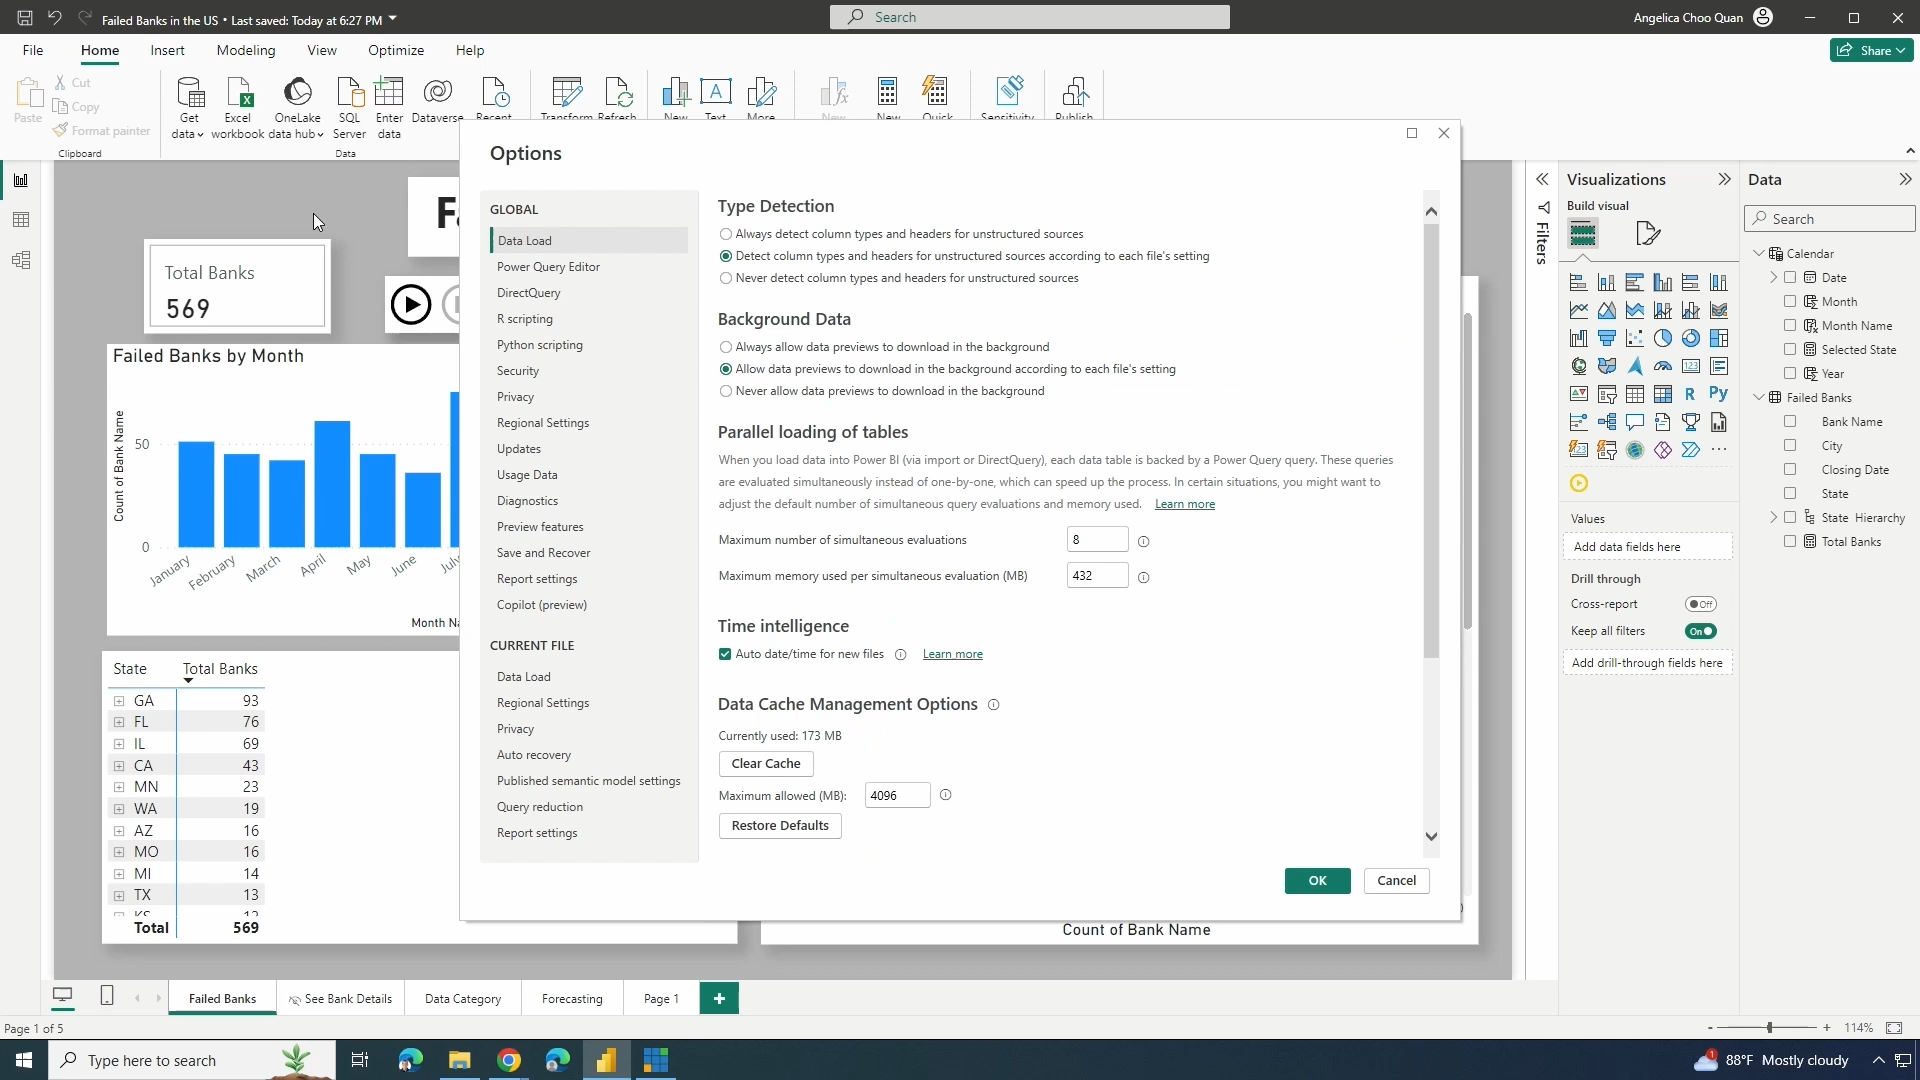 Failed Banks in the US • Last saved: Today at 6:27 PM
Search
Angelica Choo Quan
File
Home
Insert
Modeling
View
Optimize
Help
Share
Paste
Cut
Copy
Format painter
Clipboard
Get
data
Excel
workbook
OneLake
data hub
SQL
Server
Enter
data
Dataverse
Recent
Data
Transform
Refresh
New
Text
More
New
New
Quick
Sensitivity
Publish
Total Banks
569
Failed Banks by Month
Count of Bank Name
50
0
January
February
March
April
May
June
State
Total Banks
GA 93
FL 76
IL 69
CA 43
MN 23
WA 19
AZ 16
MO 16
MI 14
TX 13
KS 12
Total 569
Options
GLOBAL
Data Load
Power Query Editor
DirectQuery
R scripting
Python scripting
Security
Privacy
Regional Settings
Updates
Usage Data
Diagnostics
Preview features
Save and Recover
Report settings
Copilot (preview)
CURRENT FILE
Data Load
Regional Settings
Privacy
Auto recovery
Published semantic model settings
Query reduction
Report settings
Type Detection
Always detect column types and headers for unstructured sources
Detect column types and headers for unstructured sources according to each file's setting
Never detect column types and headers for unstructured sources
Background Data
Always allow data previews to download in the background
Allow data previews to download in the background according to each file's setting
Never allow data previews to download in the background
Parallel loading of tables
When you load data into Power BI (via import or DirectQuery), each data table is backed by a Power Query query. These queries
are evaluated simultaneously instead of one-by-one, which can speed up the process. In certain situations, you might want to
adjust the default number of simultaneous query evaluations and memory used. Learn more
Maximum number of simultaneous evaluations 8
Maximum memory used per simultaneous evaluation (MB) 432
Time intelligence
Auto date/time for new files Learn more
Data Cache Management Options
Currently used: 173 MB
Clear Cache
Maximum allowed (MB): 4096
Restore Defaults
OK
Cancel
Count of Bank Name
Filters
Visualizations
Build visual
R
Py
123
Values
Add data fields here
Drill through
Cross-report Off
Keep all filters On
Add drill-through fields here
Data
Search
Calendar
Date
Month
Month Name
Selected State
Year
Failed Banks
Bank Name
City
Closing Date
State
State Hierarchy
Total Banks
Failed Banks
See Bank Details
Data Category
Forecasting
Page 1
Page 1 of 5
114%
Type here to search
1
88°F Mostly cloudy